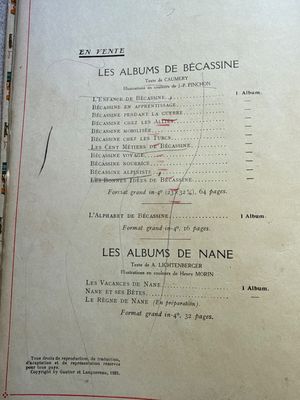 EN VENTE
LES ALBUMS DE BÉCASSINE
Texte de CAUMERY
Illustrations en couleurs de J.-P. PINCHON
L'Enfance de Bécassine. 1 Album.
Bécassine en apprentissage. —
Bécassine pendant la guerre. —
Bécassine chez les Alliés. —
Bécassine mobilisée. —
Bécassine chez les Turcs. —
Les Cent Métiers de Bécassine. —
Bécassine voyage. —
Bécassine nourrice. —
Bécassine alpiniste. —
Les Bonnes Idées de Bécassine. —
Format grand in-4° (23×32 ½), 64 pages.
L'Alphabet de Bécassine. 1 Album.
Format grand in-4°, 16 pages.
LES ALBUMS DE NANE
Texte de A. LICHTENBERGER
Illustrations en couleurs de Henry MORIN
Les Vacances de Nane. 1 Album.
Nane et ses Bêtes. —
Le Règne de Nane (En préparation).
Format grand in-4°, 32 pages.
Tous droits de reproduction, de traduction,
d'adaptation et de représentation réservés
pour tous pays.
Copyright by Gautier et Languereau,